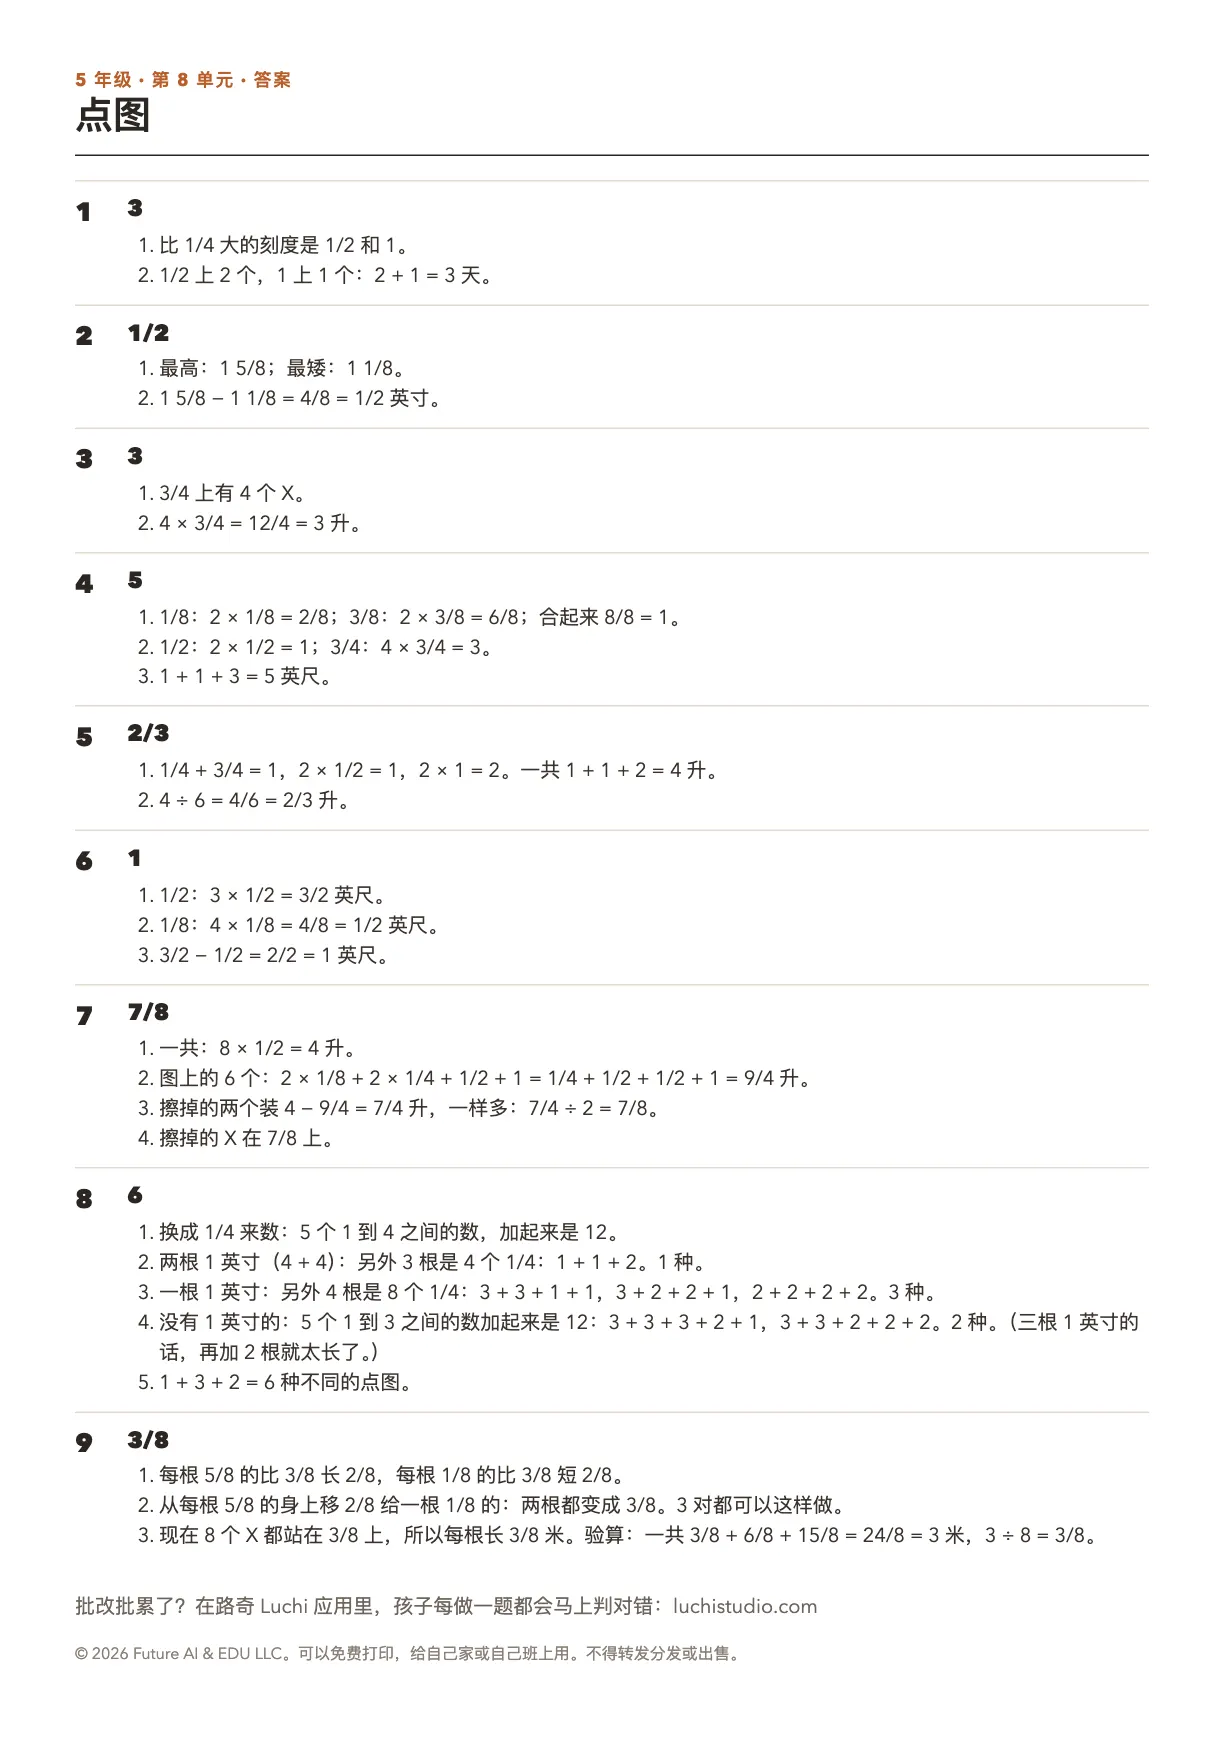 5 年级 · 第 8 单元 · 答案
点图
1 3
1. 比 1/4 大的刻度是 1/2 和 1。
2. 1/2 上 2 个，1 上 1 个：2 + 1 = 3 天。
2 1/2
1. 最高：1 5/8；最矮：1 1/8。
2. 1 5/8 − 1 1/8 = 4/8 = 1/2 英寸。
3 3
1. 3/4 上有 4 个 X。
2. 4 × 3/4 = 12/4 = 3 升。
4 5
1. 1/8：2 × 1/8 = 2/8；3/8：2 × 3/8 = 6/8；合起来 8/8 = 1。
2. 1/2：2 × 1/2 = 1；3/4：4 × 3/4 = 3。
3. 1 + 1 + 3 = 5 英尺。
5 2/3
1. 1/4 + 3/4 = 1，2 × 1/2 = 1，2 × 1 = 2。一共 1 + 1 + 2 = 4 升。
2. 4 ÷ 6 = 4/6 = 2/3 升。
6 1
1. 1/2：3 × 1/2 = 3/2 英尺。
2. 1/8：4 × 1/8 = 4/8 = 1/2 英尺。
3. 3/2 − 1/2 = 2/2 = 1 英尺。
7 7/8
1. 一共：8 × 1/2 = 4 升。
2. 图上的 6 个：2 × 1/8 + 2 × 1/4 + 1/2 + 1 = 1/4 + 1/2 + 1/2 + 1 = 9/4 升。
3. 擦掉的两个装 4 − 9/4 = 7/4 升，一样多：7/4 ÷ 2 = 7/8。
4. 擦掉的 X 在 7/8 上。
8 6
1. 换成 1/4 来数：5 个 1 到 4 之间的数，加起来是 12。
2. 两根 1 英寸（4 + 4）：另外 3 根是 4 个 1/4：1 + 1 + 2。1 种。
3. 一根 1 英寸：另外 4 根是 8 个 1/4：3 + 3 + 1 + 1，3 + 2 + 2 + 1，2 + 2 + 2 + 2。3 种。
4. 没有 1 英寸的：5 个 1 到 3 之间的数加起来是 12：3 + 3 + 3 + 2 + 1，3 + 3 + 2 + 2 + 2。2 种。（三根 1 英寸的
话，再加 2 根就太长了。）
5. 1 + 3 + 2 = 6 种不同的点图。
9 3/8
1. 每根 5/8 的比 3/8 长 2/8，每根 1/8 的比 3/8 短 2/8。
2. 从每根 5/8 的身上移 2/8 给一根 1/8 的：两根都变成 3/8。3 对都可以这样做。
3. 现在 8 个 X 都站在 3/8 上，所以每根长 3/8 米。验算：一共 3/8 + 6/8 + 15/8 = 24/8 = 3 米，3 ÷ 8 = 3/8。
批改批累了？在路奇 Luchi 应用里，孩子每做一题都会马上判对错：luchistudio.com
© 2026 Future AI & EDU LLC。可以免费打印，给自己家或自己班上用。不得转发分发或出售。